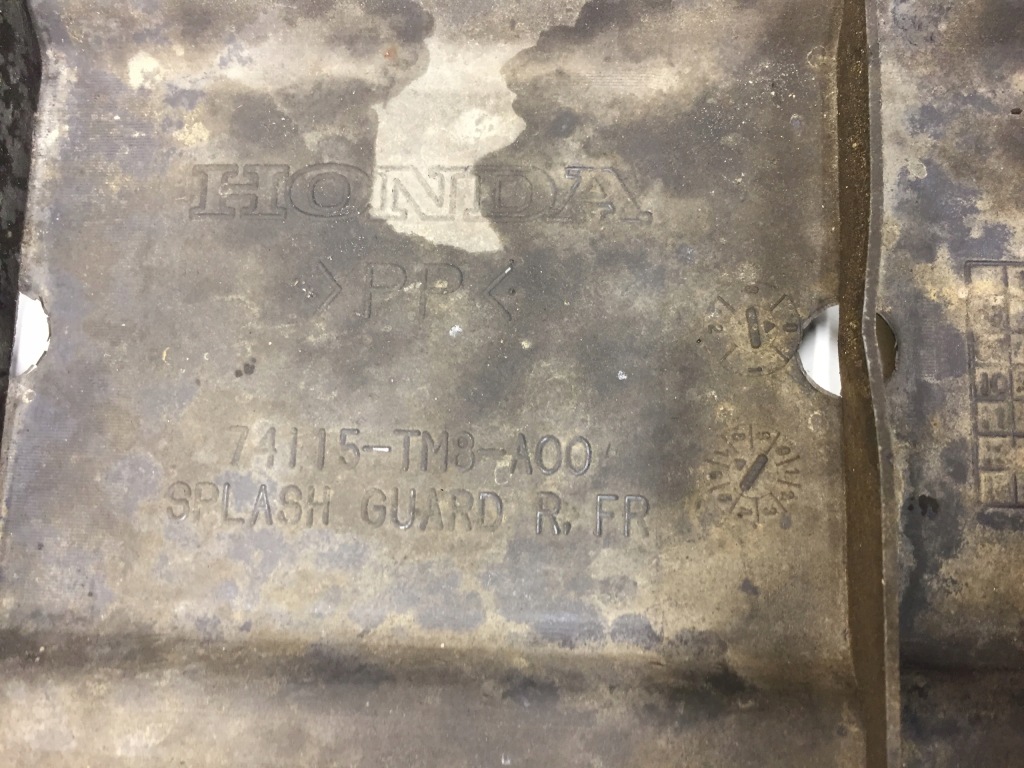 HONDA
>PP<
74115-TM8-A00
SPLASH GUARD R, FR